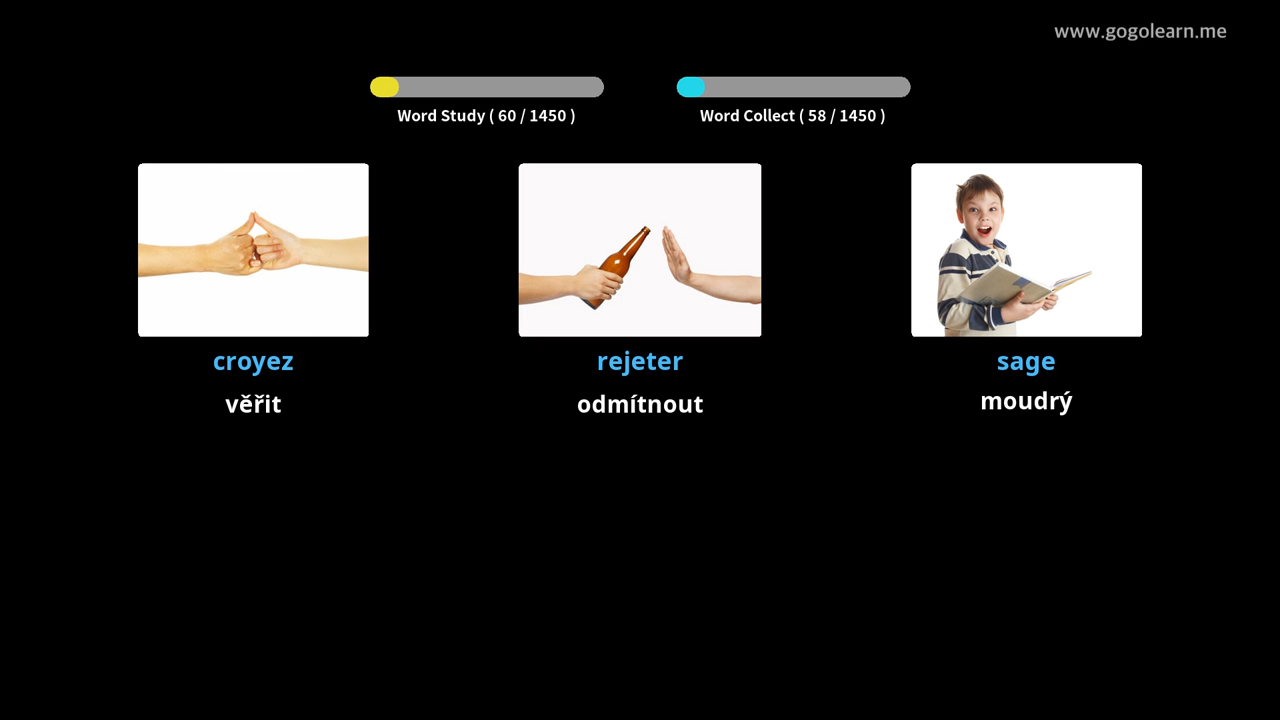 www.gogolearn.me
Word Study ( 60 / 1450 )
Word Collect ( 58 / 1450 )
croyez
věřit
rejeter
odmítnout
sage
moudrý